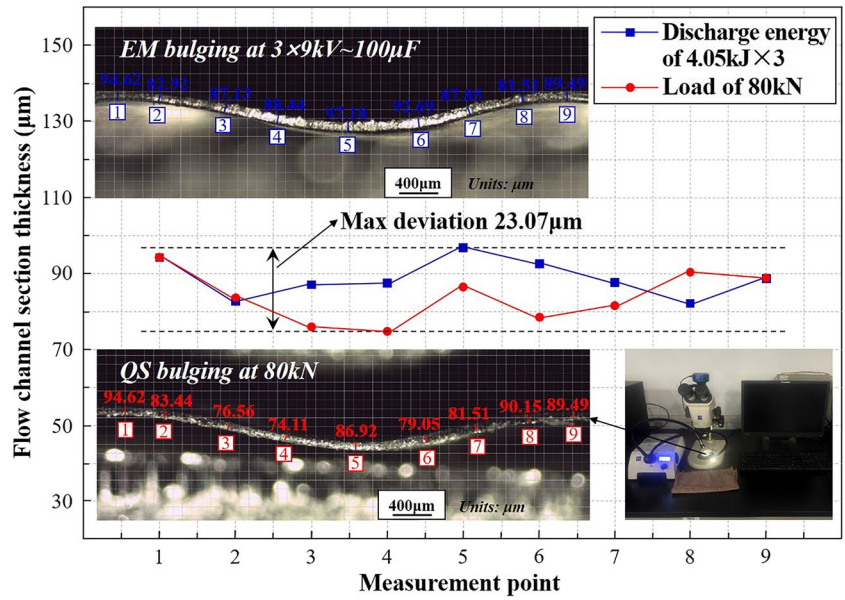 150
130
110
90
70
50
30
Flow channel section thickness (μm)
EM bulging at 3×9kV~100μF
94.62 82.92 87.13 88.44 97.18 92.69 87.88 81.51 89.49
1 2 3 4 5 6 7 8 9
400μm
Units: μm
Discharge energy
of 4.05kJ×3
Load of 80kN
Max deviation 23.07μm
QS bulging at 80kN
94.62 83.44 76.56 74.11 86.92 79.05 81.51 90.15 89.49
1 2 3 4 5 6 7 8 9
400μm
Units: μm
1 2 3 4 5 6 7 8 9
Measurement point